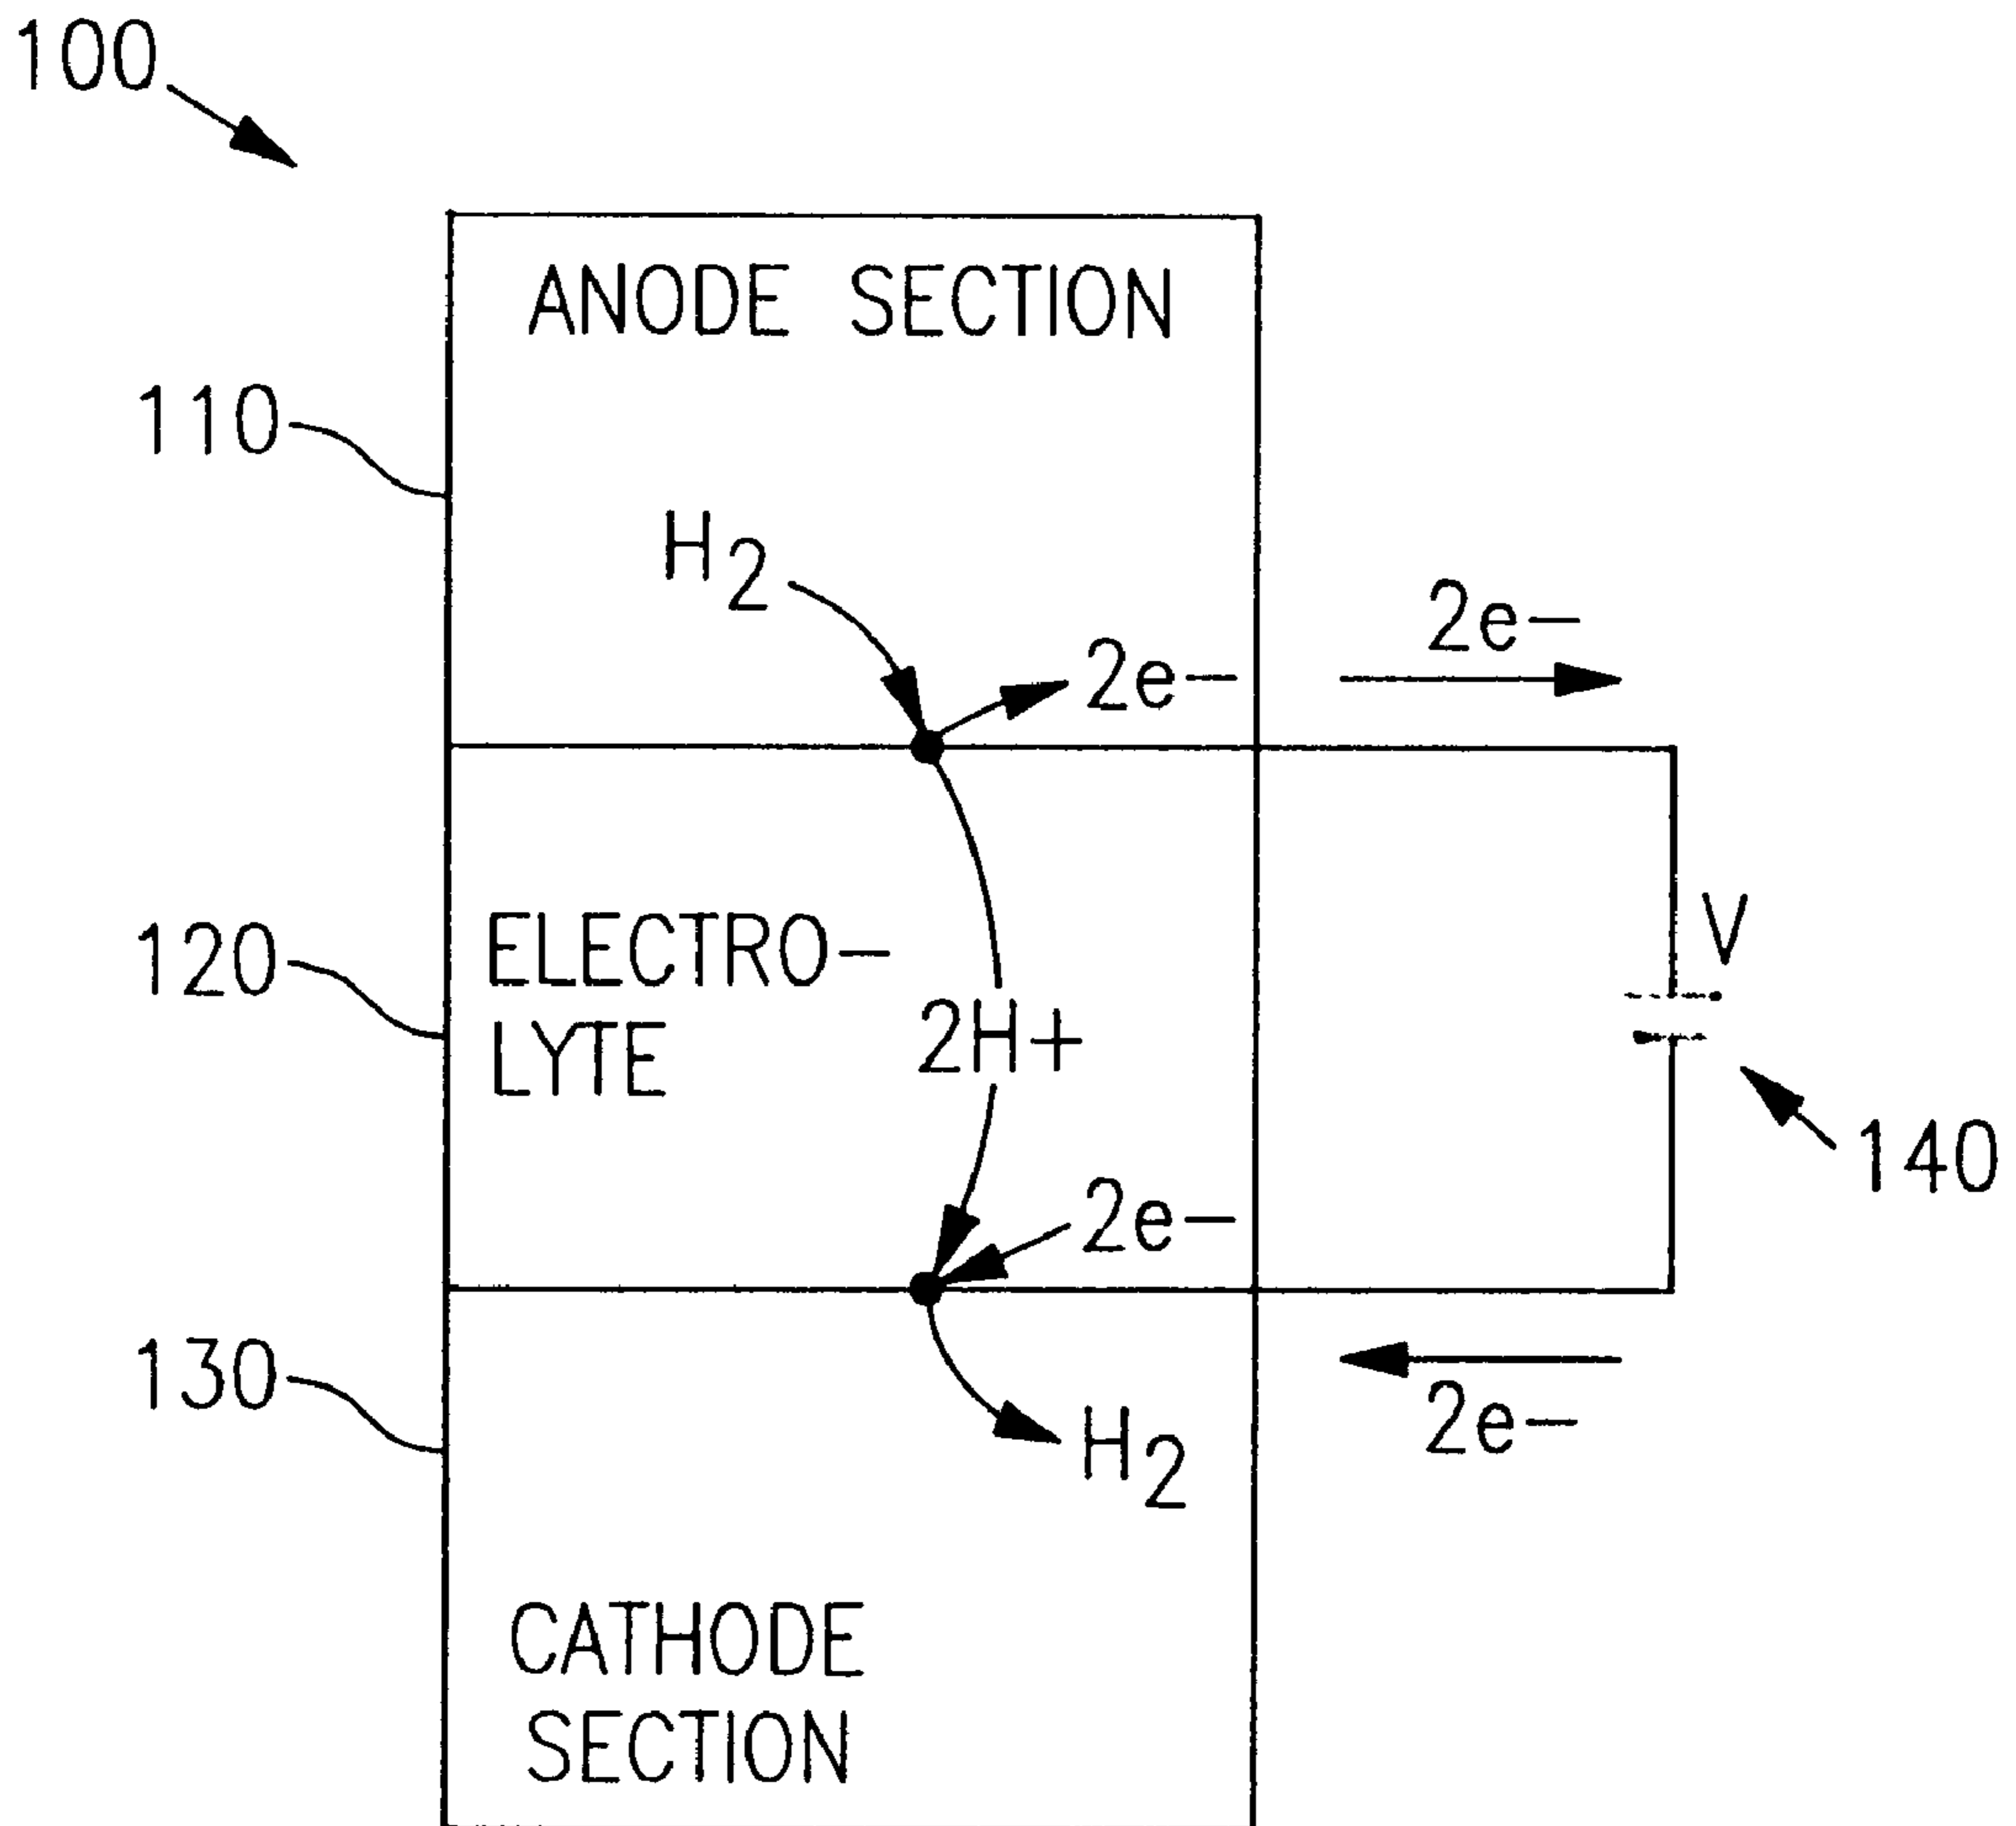 100
ANODE SECTION
110
H2
2e-
2e-
V
120
ELECTRO-
LYTE
2H+
140
2e-
130
2e-
H2
CATHODE
SECTION